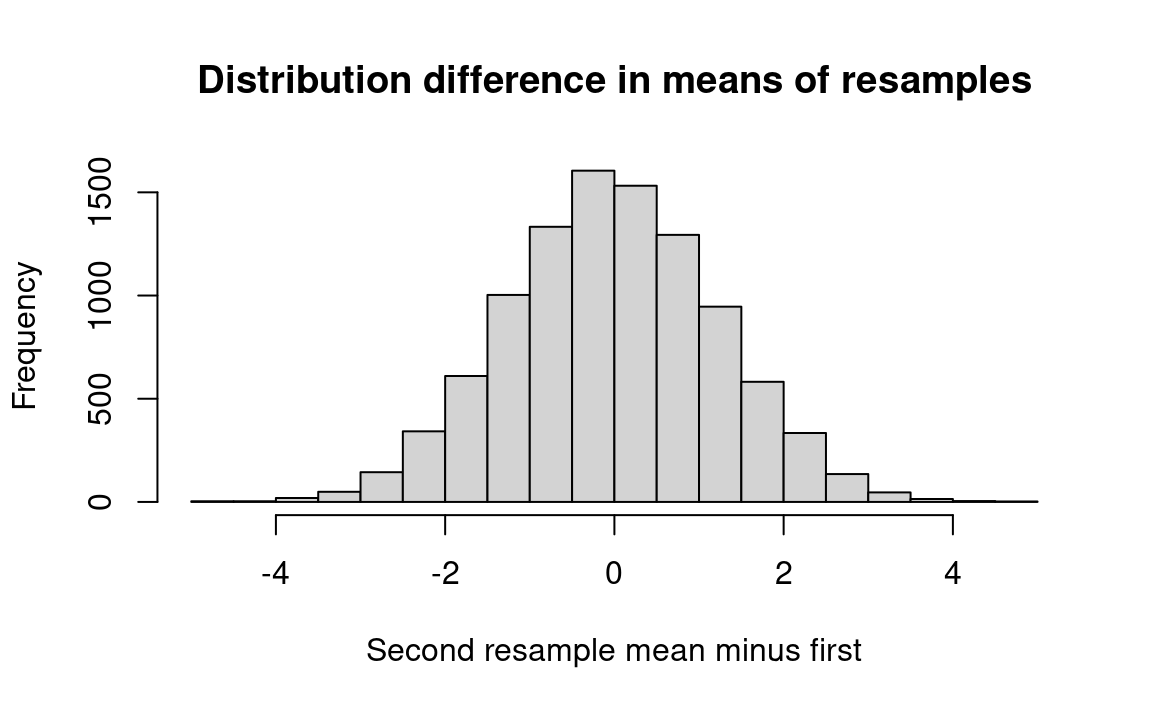 Distribution difference in means of resamples
Frequency
1500
1000
500
0
-4 -2 0 2 4
Second resample mean minus first